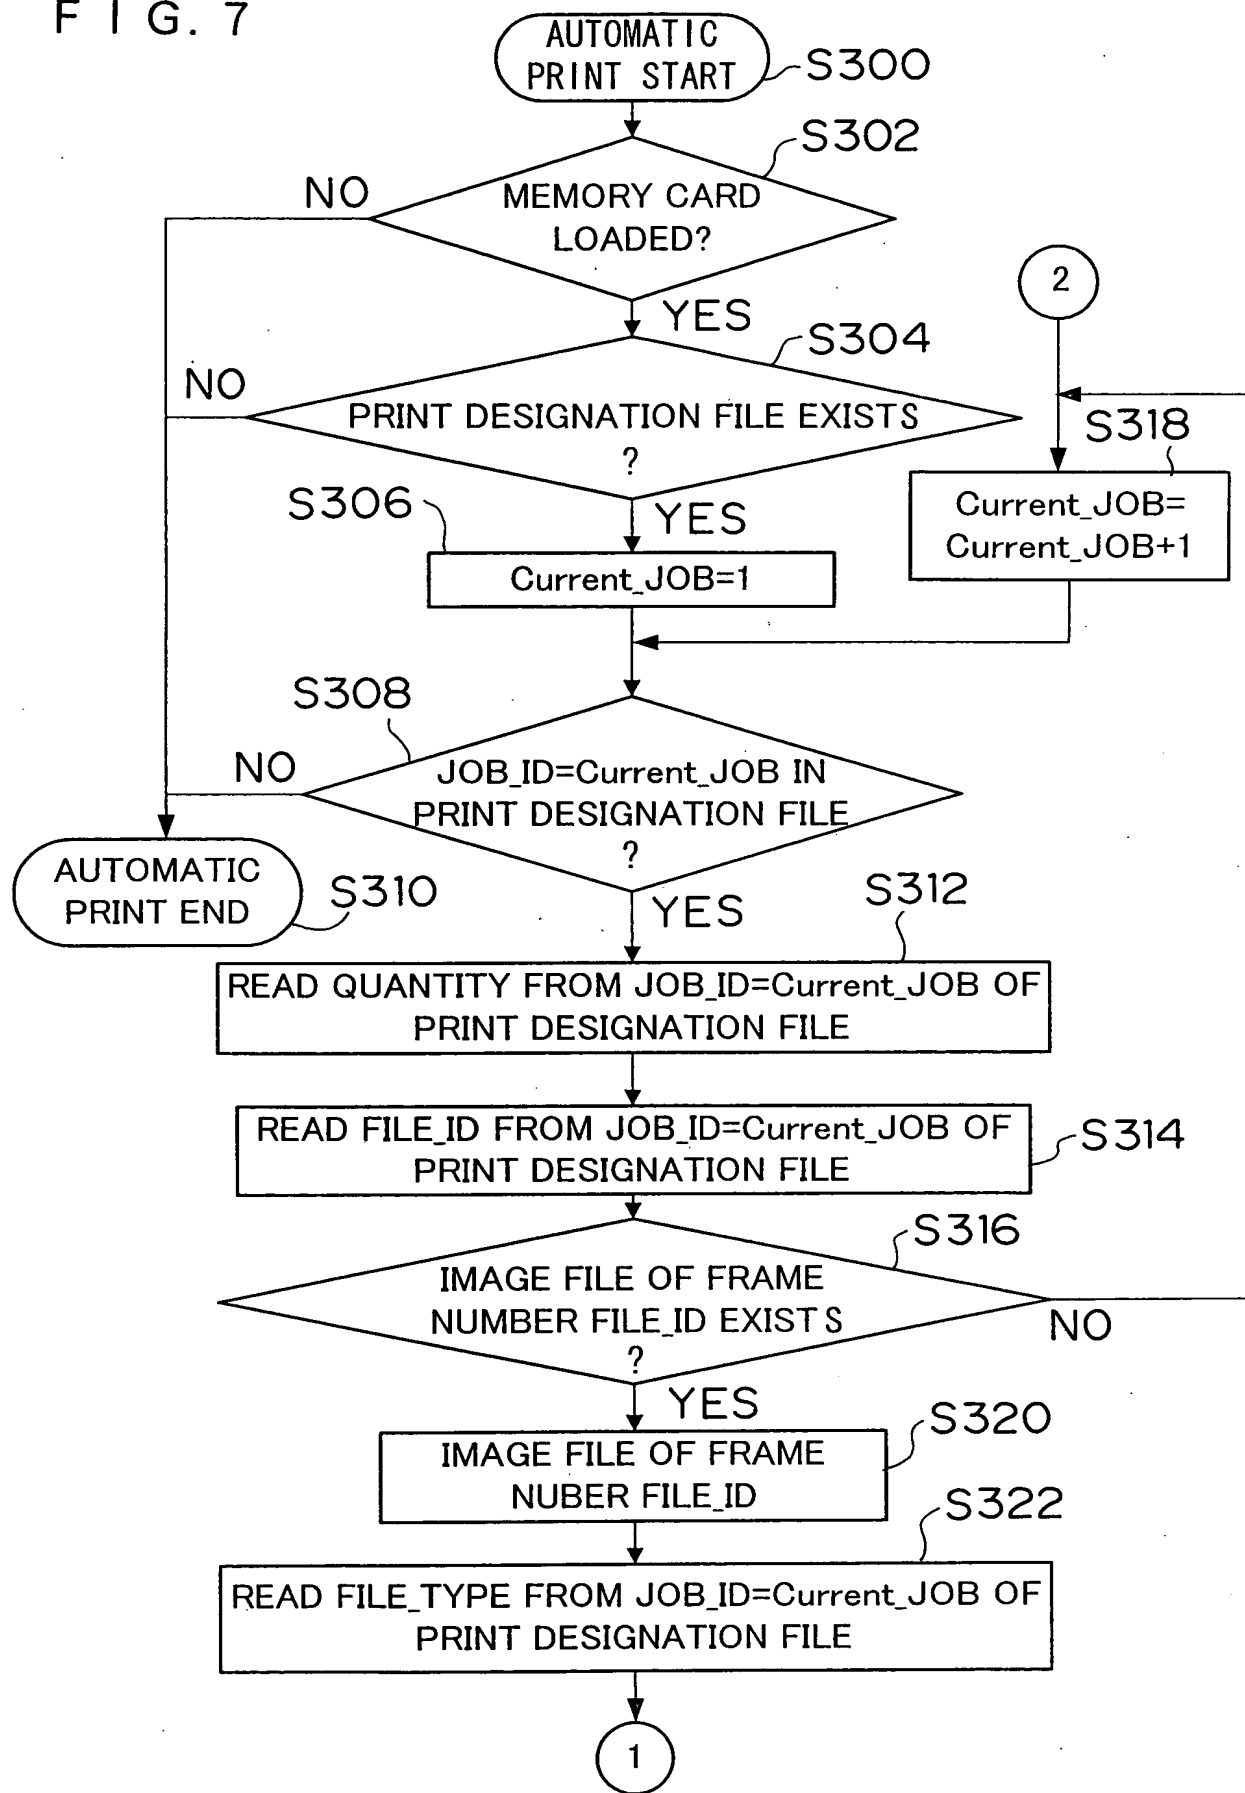 FIG. 7
AUTOMATIC
PRINT START
S300
S302
MEMORY CARD
LOADED?
NO
YES
2
S304
NO
PRINT DESIGNATION FILE EXISTS
?
S318
Current_JOB=
Current_JOB+1
S306
YES
Current_JOB=1
S308
NO
JOB_ID=Current_JOB IN
PRINT DESIGNATION FILE
?
AUTOMATIC
PRINT END
S310
YES
S312
READ QUANTITY FROM JOB_ID=Current_JOB OF
PRINT DESIGNATION FILE
READ FILE_ID FROM JOB_ID=Current_JOB OF
PRINT DESIGNATION FILE
S314
S316
IMAGE FILE OF FRAME
NUMBER FILE_ID EXISTS
?
NO
YES
S320
IMAGE FILE OF FRAME
NUBER FILE_ID
S322
READ FILE_TYPE FROM JOB_ID=Current_JOB OF
PRINT DESIGNATION FILE
1